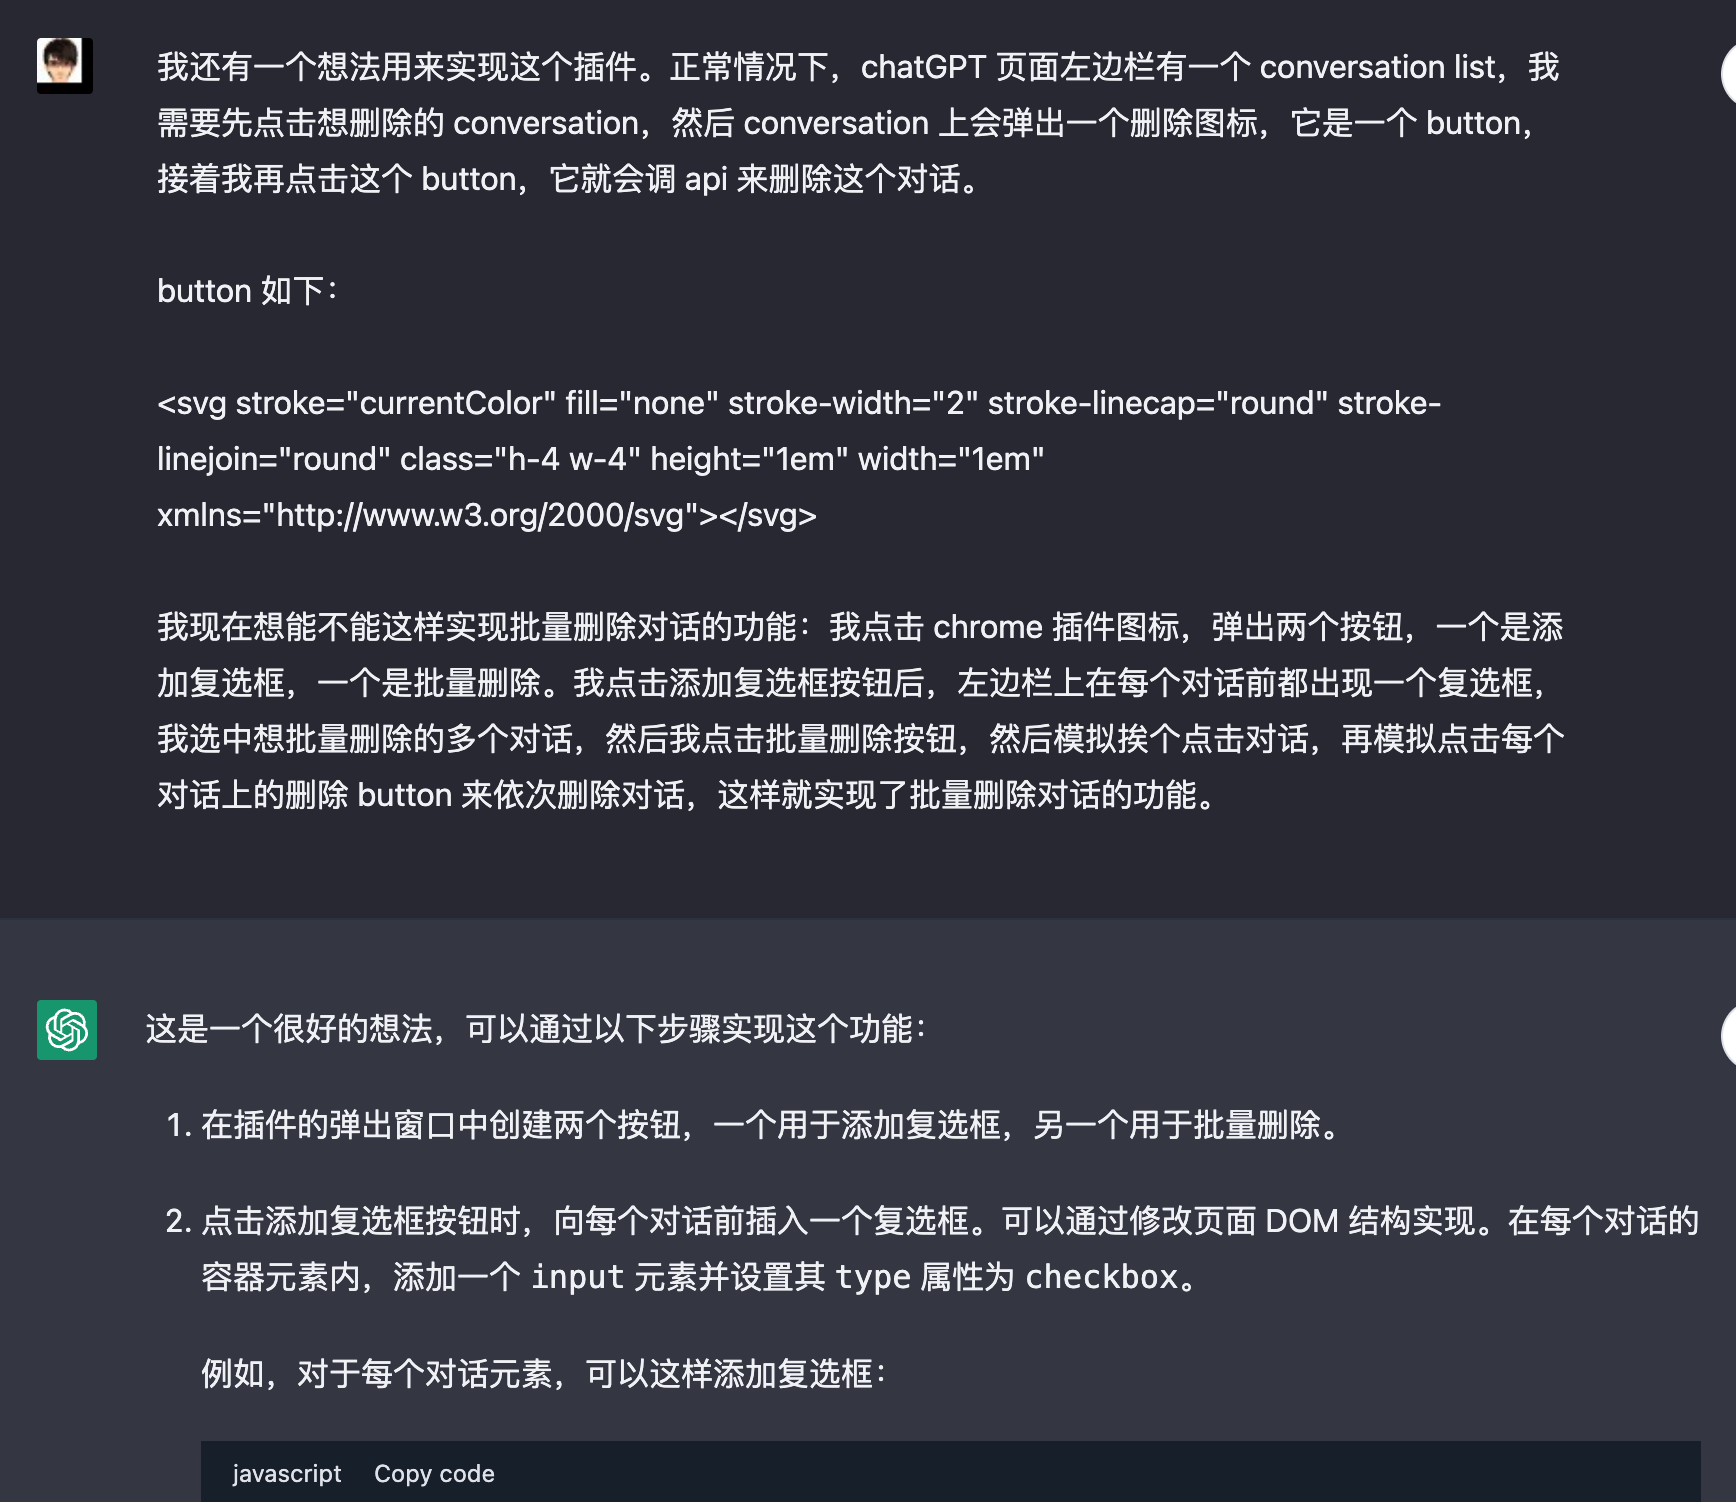 我还有一个想法用来实现这个插件。正常情况下，chatGPT 页面左边栏有一个 conversation list，我
需要先点击想删除的 conversation，然后 conversation 上会弹出一个删除图标，它是一个 button，
接着我再点击这个 button，它就会调 api 来删除这个对话。
button 如下：
<svg stroke="currentColor" fill="none" stroke-width="2" stroke-linecap="round" stroke-
linejoin="round" class="h-4 w-4" height="1em" width="1em"
xmlns="http://www.w3.org/2000/svg"></svg>
我现在想能不能这样实现批量删除对话的功能：我点击 chrome 插件图标，弹出两个按钮，一个是添
加复选框，一个是批量删除。我点击添加复选框按钮后，左边栏上在每个对话前都出现一个复选框，
我选中想批量删除的多个对话，然后我点击批量删除按钮，然后模拟挨个点击对话，再模拟点击每个
对话上的删除 button 来依次删除对话，这样就实现了批量删除对话的功能。
这是一个很好的想法，可以通过以下步骤实现这个功能：
1. 在插件的弹出窗口中创建两个按钮，一个用于添加复选框，另一个用于批量删除。
2. 点击添加复选框按钮时，向每个对话前插入一个复选框。可以通过修改页面 DOM 结构实现。在每个对话的
容器元素内，添加一个 input 元素并设置其 type 属性为 checkbox。
例如，对于每个对话元素，可以这样添加复选框：
javascript Copy code